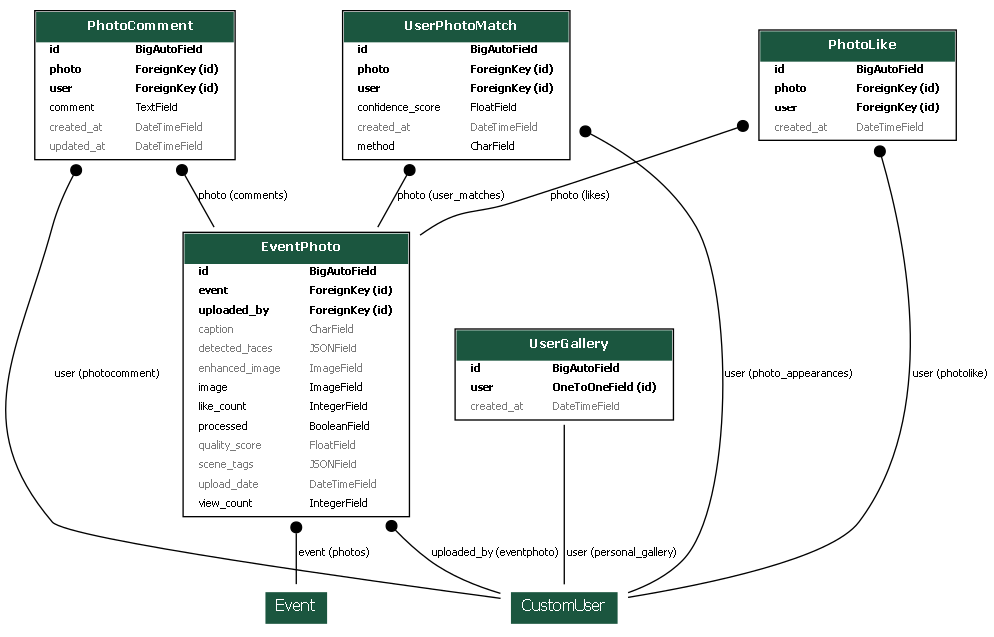 PhotoComment
id BigAutoField
photo ForeignKey (id)
user ForeignKey (id)
comment TextField
created_at DateTimeField
updated_at DateTimeField
UserPhotoMatch
id BigAutoField
photo ForeignKey (id)
user ForeignKey (id)
confidence_score FloatField
created_at DateTimeField
method CharField
PhotoLike
id BigAutoField
photo ForeignKey (id)
user ForeignKey (id)
created_at DateTimeField
photo (comments)
photo (user_matches)
photo (likes)
EventPhoto
id BigAutoField
event ForeignKey (id)
uploaded_by ForeignKey (id)
caption CharField
detected_faces JSONField
enhanced_image ImageField
image ImageField
like_count IntegerField
processed BooleanField
quality_score FloatField
scene_tags JSONField
upload_date DateTimeField
view_count IntegerField
UserGallery
id BigAutoField
user OneToOneField (id)
created_at DateTimeField
user (photocomment)
user (photo_appearances)
user (photolike)
event (photos)
uploaded_by (eventphoto)
user (personal_gallery)
Event
CustomUser